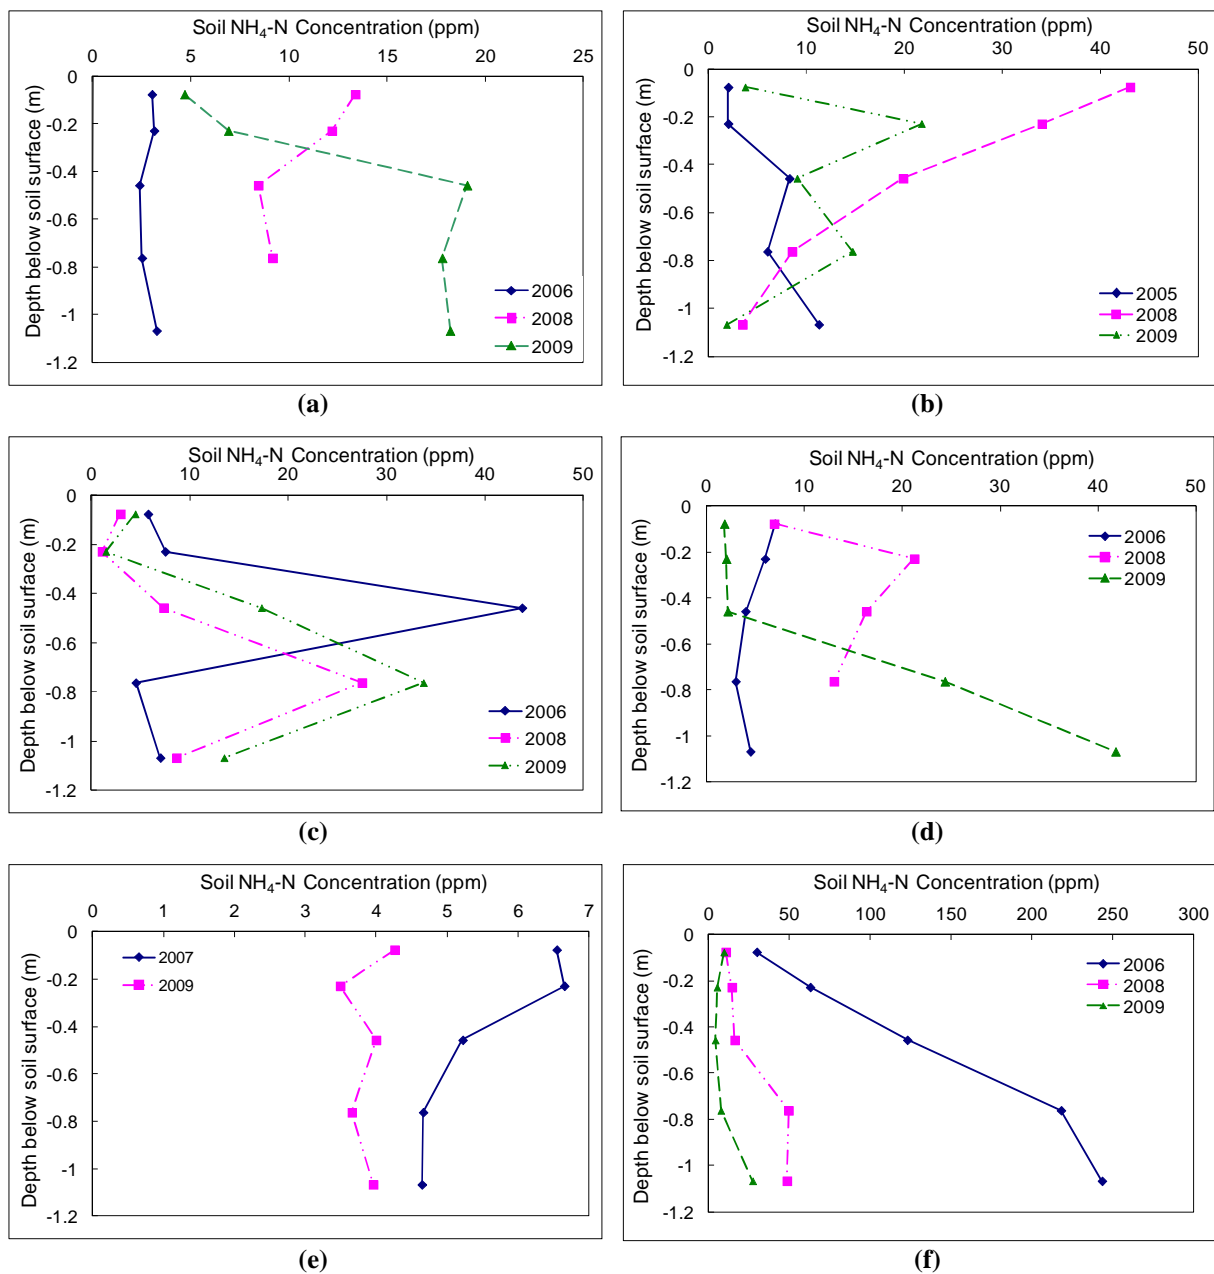 Soil NH₄-N Concentration (ppm)
0 5 10 15 20 25
0
-0.2
-0.4
-0.6
-0.8
-1
-1.2
Depth below soil surface (m)
2006
2008
2009
(a)
Soil NH₄-N Concentration (ppm)
0 10 20 30 40 50
0
-0.2
-0.4
-0.6
-0.8
-1
-1.2
Depth below soil surface (m)
2005
2008
2009
(b)
Soil NH₄-N Concentration (ppm)
0 10 20 30 40 50
0
-0.2
-0.4
-0.6
-0.8
-1
-1.2
Depth below soil surface (m)
2006
2008
2009
(c)
Soil NH₄-N Concentration (ppm)
0 10 20 30 40 50
0
-0.2
-0.4
-0.6
-0.8
-1
-1.2
Depth below soil surface (m)
2006
2008
2009
(d)
Soil NH₄-N Concentration (ppm)
0 1 2 3 4 5 6 7
0
-0.2
-0.4
-0.6
-0.8
-1
-1.2
Depth below soil surface (m)
2007
2009
(e)
Soil NH₄-N Concentration (ppm)
0 50 100 150 200 250 300
0
-0.2
-0.4
-0.6
-0.8
-1
-1.2
Depth below soil surface (m)
2006
2008
2009
(f)